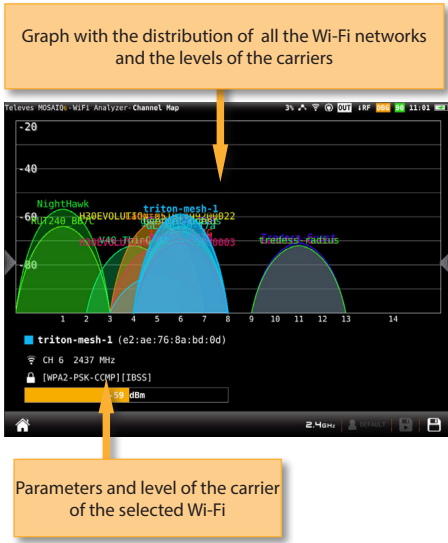 Graph with the distribution of all the Wi-Fi networks
and the levels of the carriers
Televes MOSAIQ6-WiFi Analyzer-Channel Map
3% OUT ↓RF 11:01
-20
-40
-60
-80
NightHawk
RUT240
triton-mesh-1
tredess-radius
1 2 3 4 5 6 7 8 9 10 11 12 13 14
triton-mesh-1 (e2:ae:76:8a:bd:0d)
CH 6 2437 MHz
[WPA2-PSK-CCMP][IBSS]
-59 dBm
2.4GHz DEFAULT
Parameters and level of the carrier
of the selected Wi-Fi